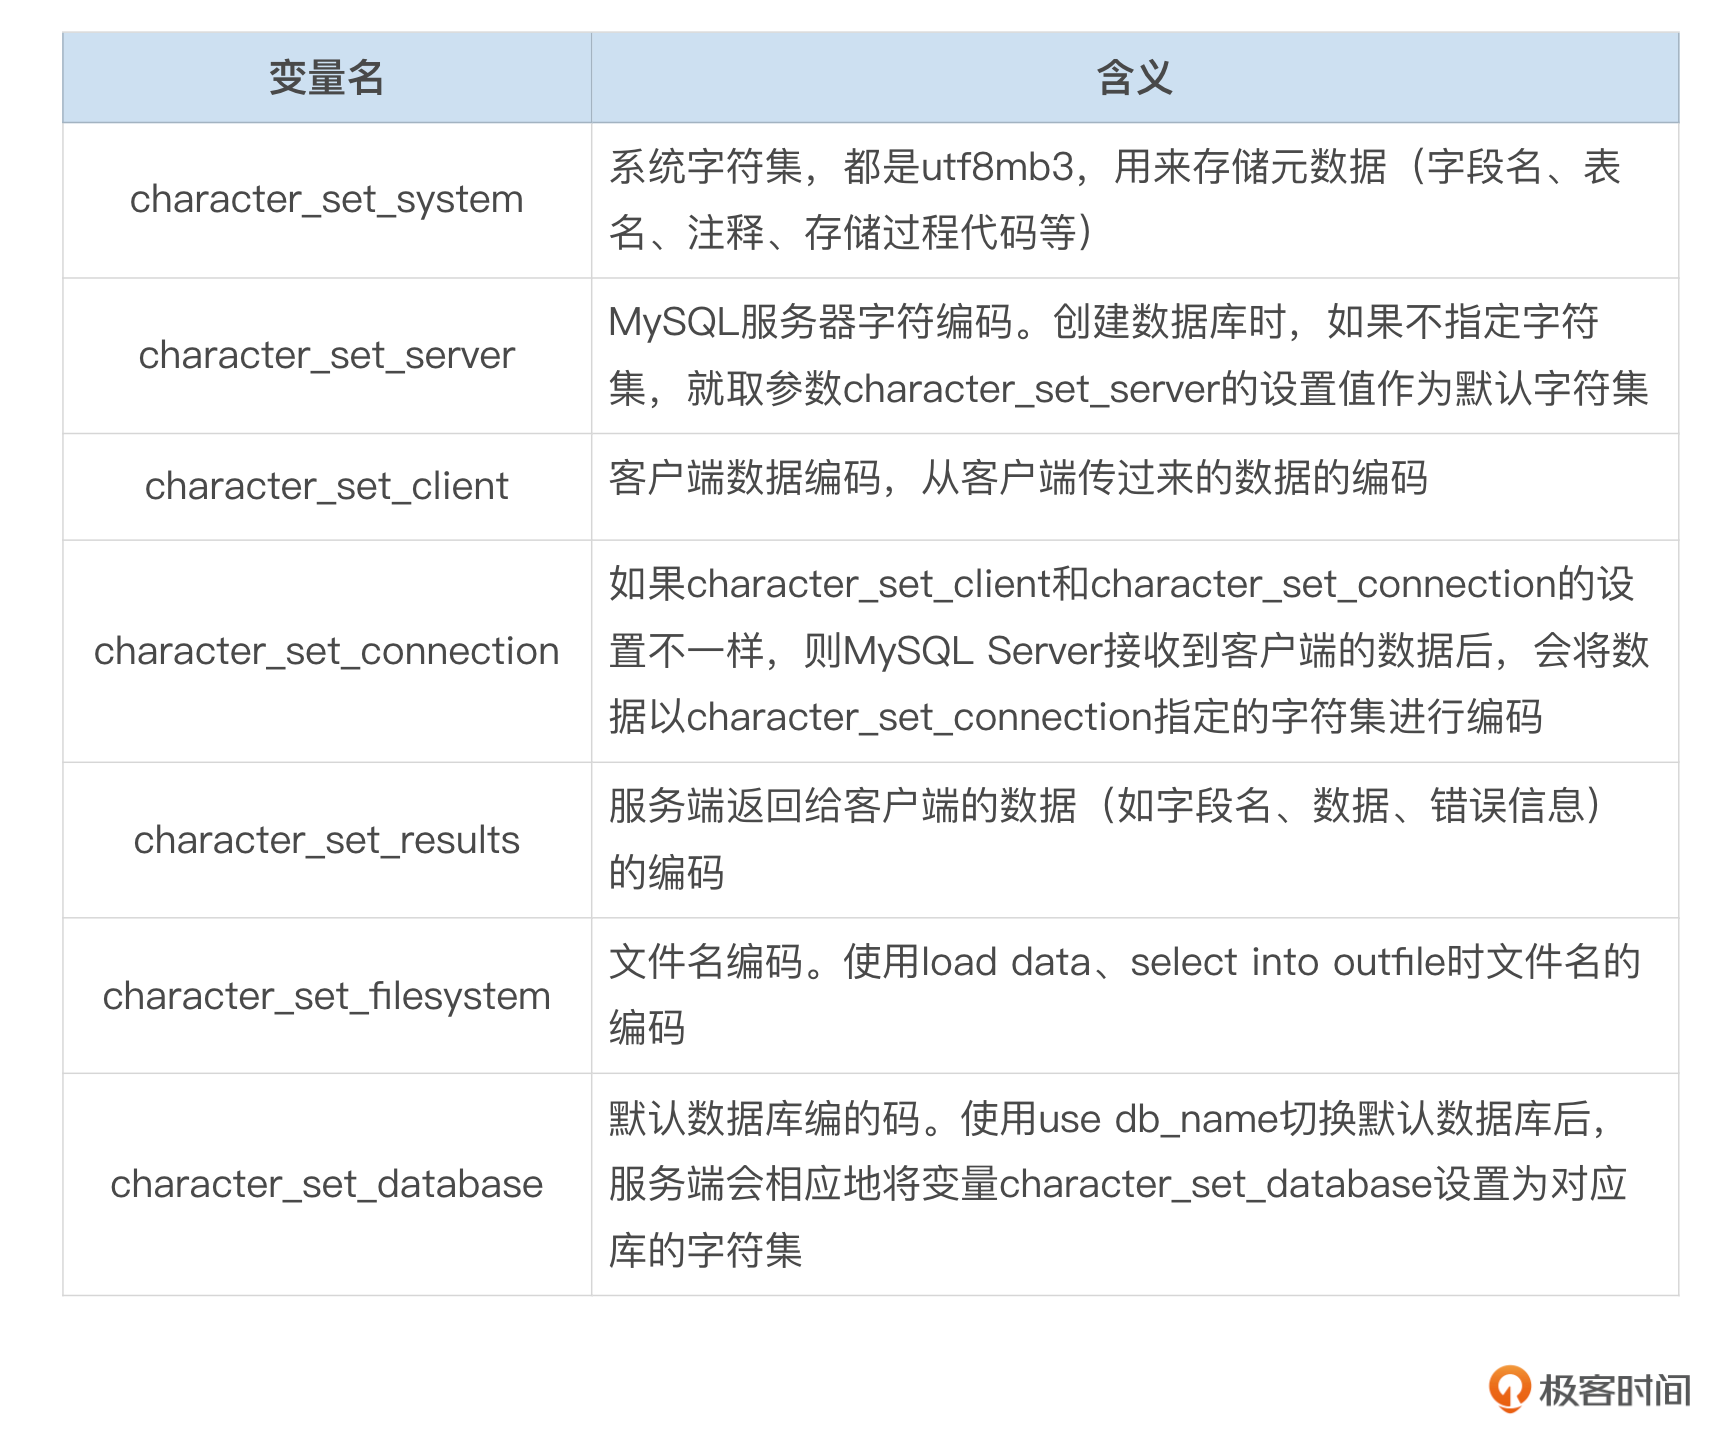 变量名
含义
character_set_system
系统字符集，都是utf8mb3，用来存储元数据（字段名、表
名、注释、存储过程代码等）
character_set_server
MySQL服务器字符编码。创建数据库时，如果不指定字符
集，就取参数character_set_server的设置值作为默认字符集
character_set_client
客户端数据编码，从客户端传过来的数据的编码
character_set_connection
如果character_set_client和character_set_connection的设
置不一样，则MySQL Server接收到客户端的数据后，会将数
据以character_set_connection指定的字符集进行编码
character_set_results
服务端返回给客户端的数据（如字段名、数据、错误信息）
的编码
character_set_filesystem
文件名编码。使用load data、select into outfile时文件名的
编码
character_set_database
默认数据库编的码。使用use db_name切换默认数据库后，
服务端会相应地将变量character_set_database设置为对应
库的字符集
极客时间